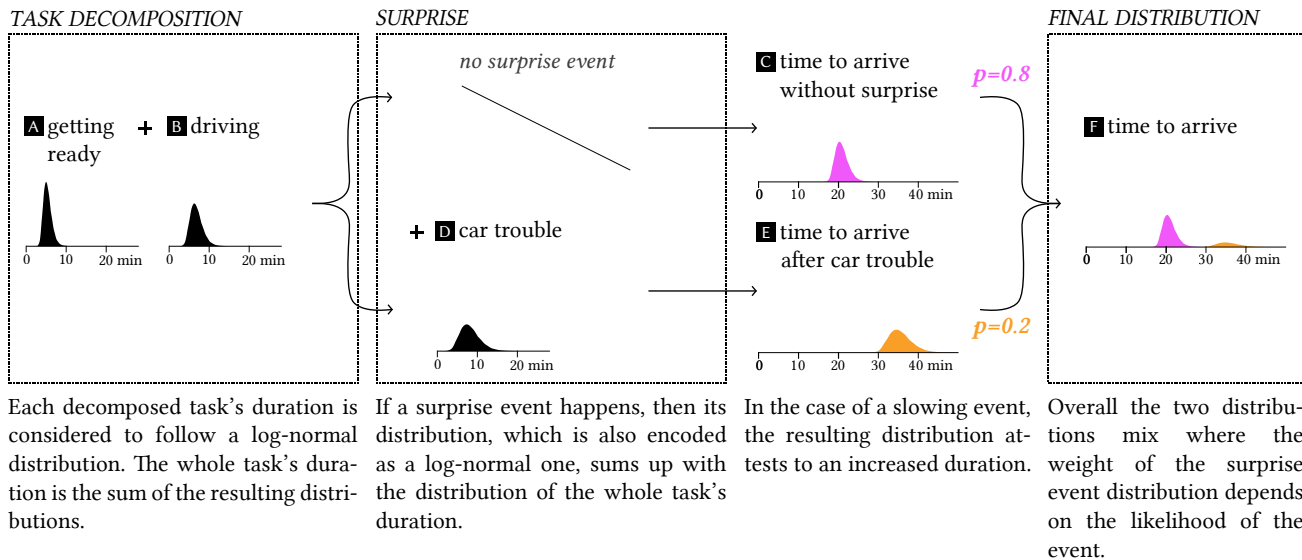 TASK DECOMPOSITION
A getting
ready
+
B driving
0 10 20 min
0 10 20 min
Each decomposed task's duration is
considered to follow a log-normal
distribution. The whole task's dura-
tion is the sum of the resulting distri-
butions.
SURPRISE
no surprise event
+ D car trouble
0 10 20 min
If a surprise event happens, then its
distribution, which is also encoded
as a log-normal one, sums up with
the distribution of the whole task's
duration.
C time to arrive
without surprise
p=0.8
0 10 20 30 40 min
E time to arrive
after car trouble
p=0.2
0 10 20 30 40 min
In the case of a slowing event,
the resulting distribution at-
tests to an increased duration.
FINAL DISTRIBUTION
F time to arrive
0 10 20 30 40 min
Overall the two distribu-
tions mix where the
weight of the surprise
event distribution depends
on the likelihood of the
event.